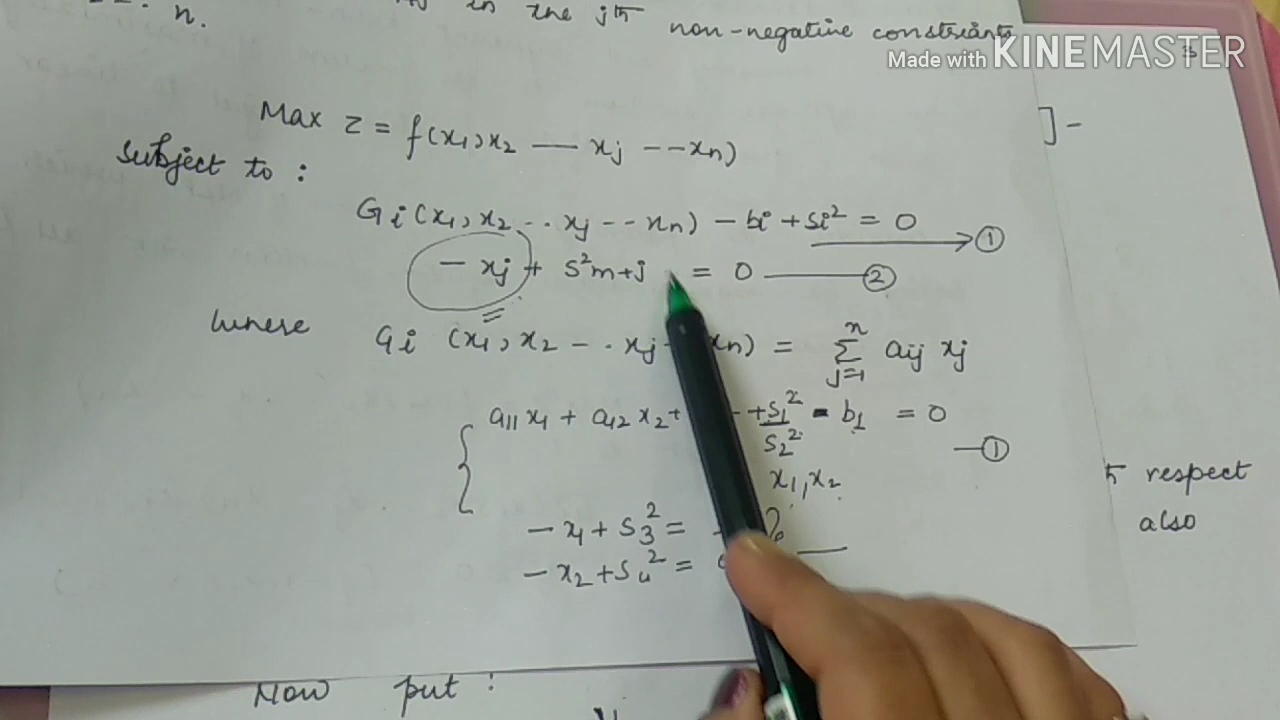 n. in the jth non-negative constriants
Made with KINEMASTER
Max z = f(x1, x2 — xj --xn)
Subject to :
Gi (x1, x2 .. xj -- xn) - bi + si² = 0 → ①
- xj + s²m+j = 0 — ②
where Gi (x1, x2 - . xj - xn) = Σ j=1 n aij xj
a11 x1 + a12 x2 + - + s1² - b1 = 0
s2² — ①
x1, x2
- x1 + s3² =
- x2 + s4² =
respect
also
Now put :